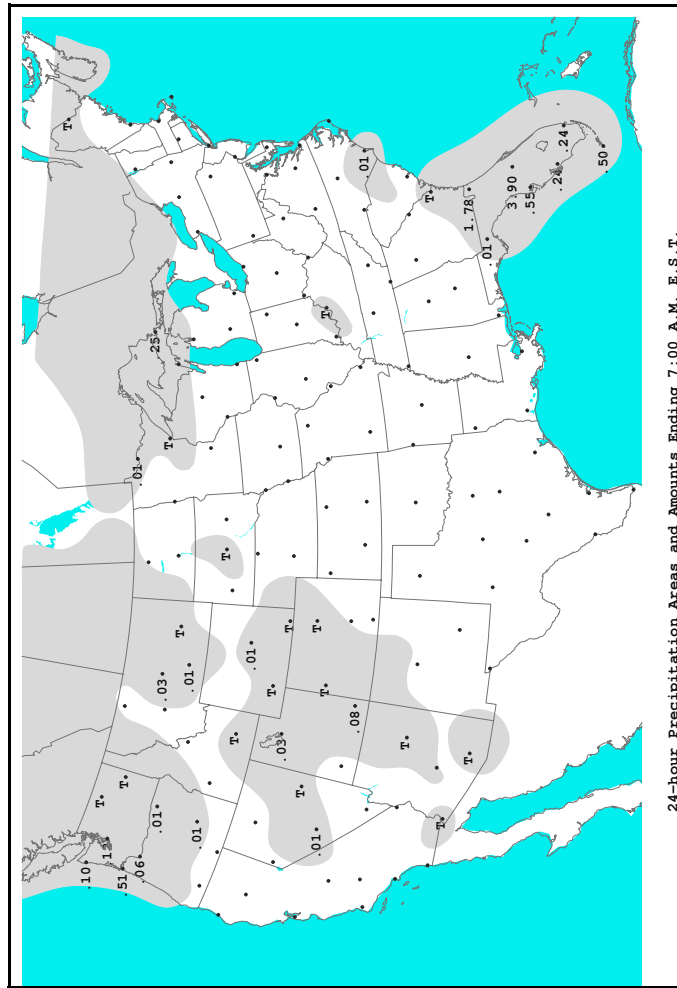 T
.10
T
.1
.51
T
.01
.06
.25
.01
.03
T
T
.01
.01
T
T
.01
T
.03
T
T
.01
T
T
T
.08
.01
T
T
T
T
1.78
.01
3.90
.55
.24
.24
.50
24-hour Precipitation Areas and Amounts Ending 7:00 A.M. E.S.T.